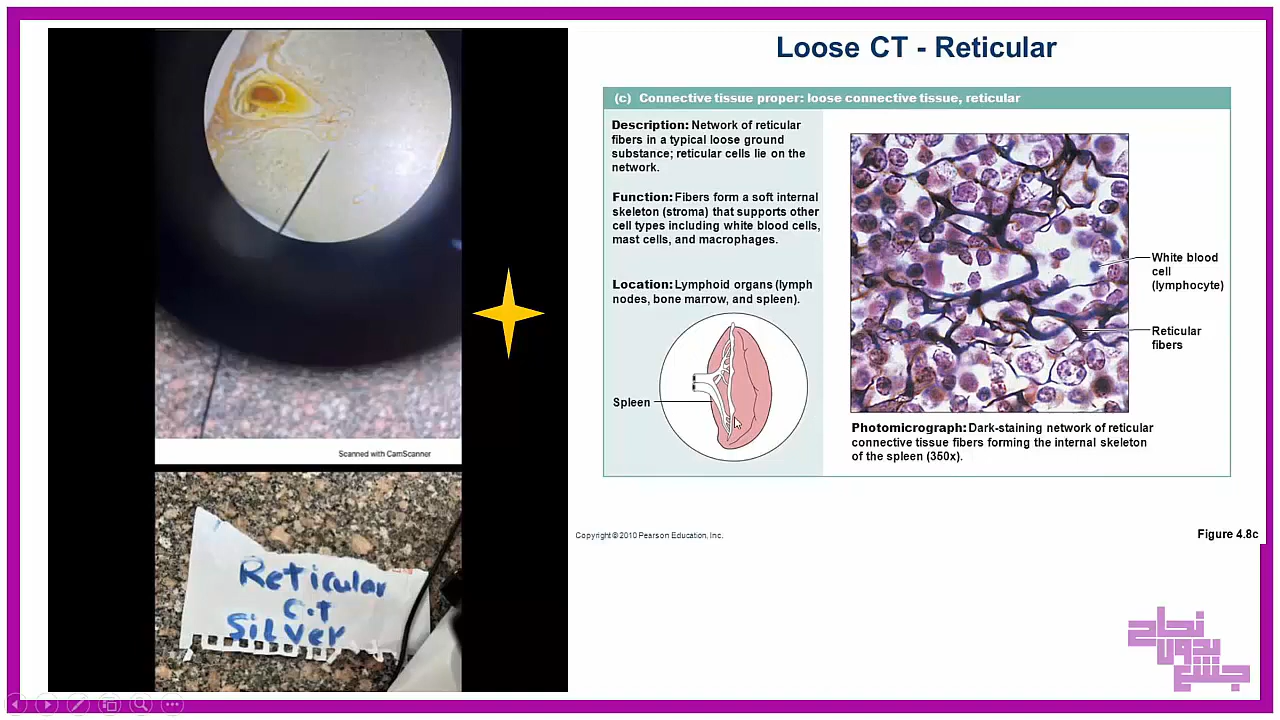 Loose CT - Reticular
(c) Connective tissue proper: loose connective tissue, reticular
Description: Network of reticular
fibers in a typical loose ground
substance; reticular cells lie on the
network.
Function: Fibers form a soft internal
skeleton (stroma) that supports other
cell types including white blood cells,
mast cells, and macrophages.
Location: Lymphoid organs (lymph
nodes, bone marrow, and spleen).
Spleen
White blood
cell
(lymphocyte)
Reticular
fibers
Photomicrograph: Dark-staining network of reticular
connective tissue fibers forming the internal skeleton
of the spleen (350x).
Scanned with CamScanner
Reticular
C.T
Silver
Copyright © 2010 Pearson Education, Inc.
Figure 4.8c
نجاح
بدون
جشع